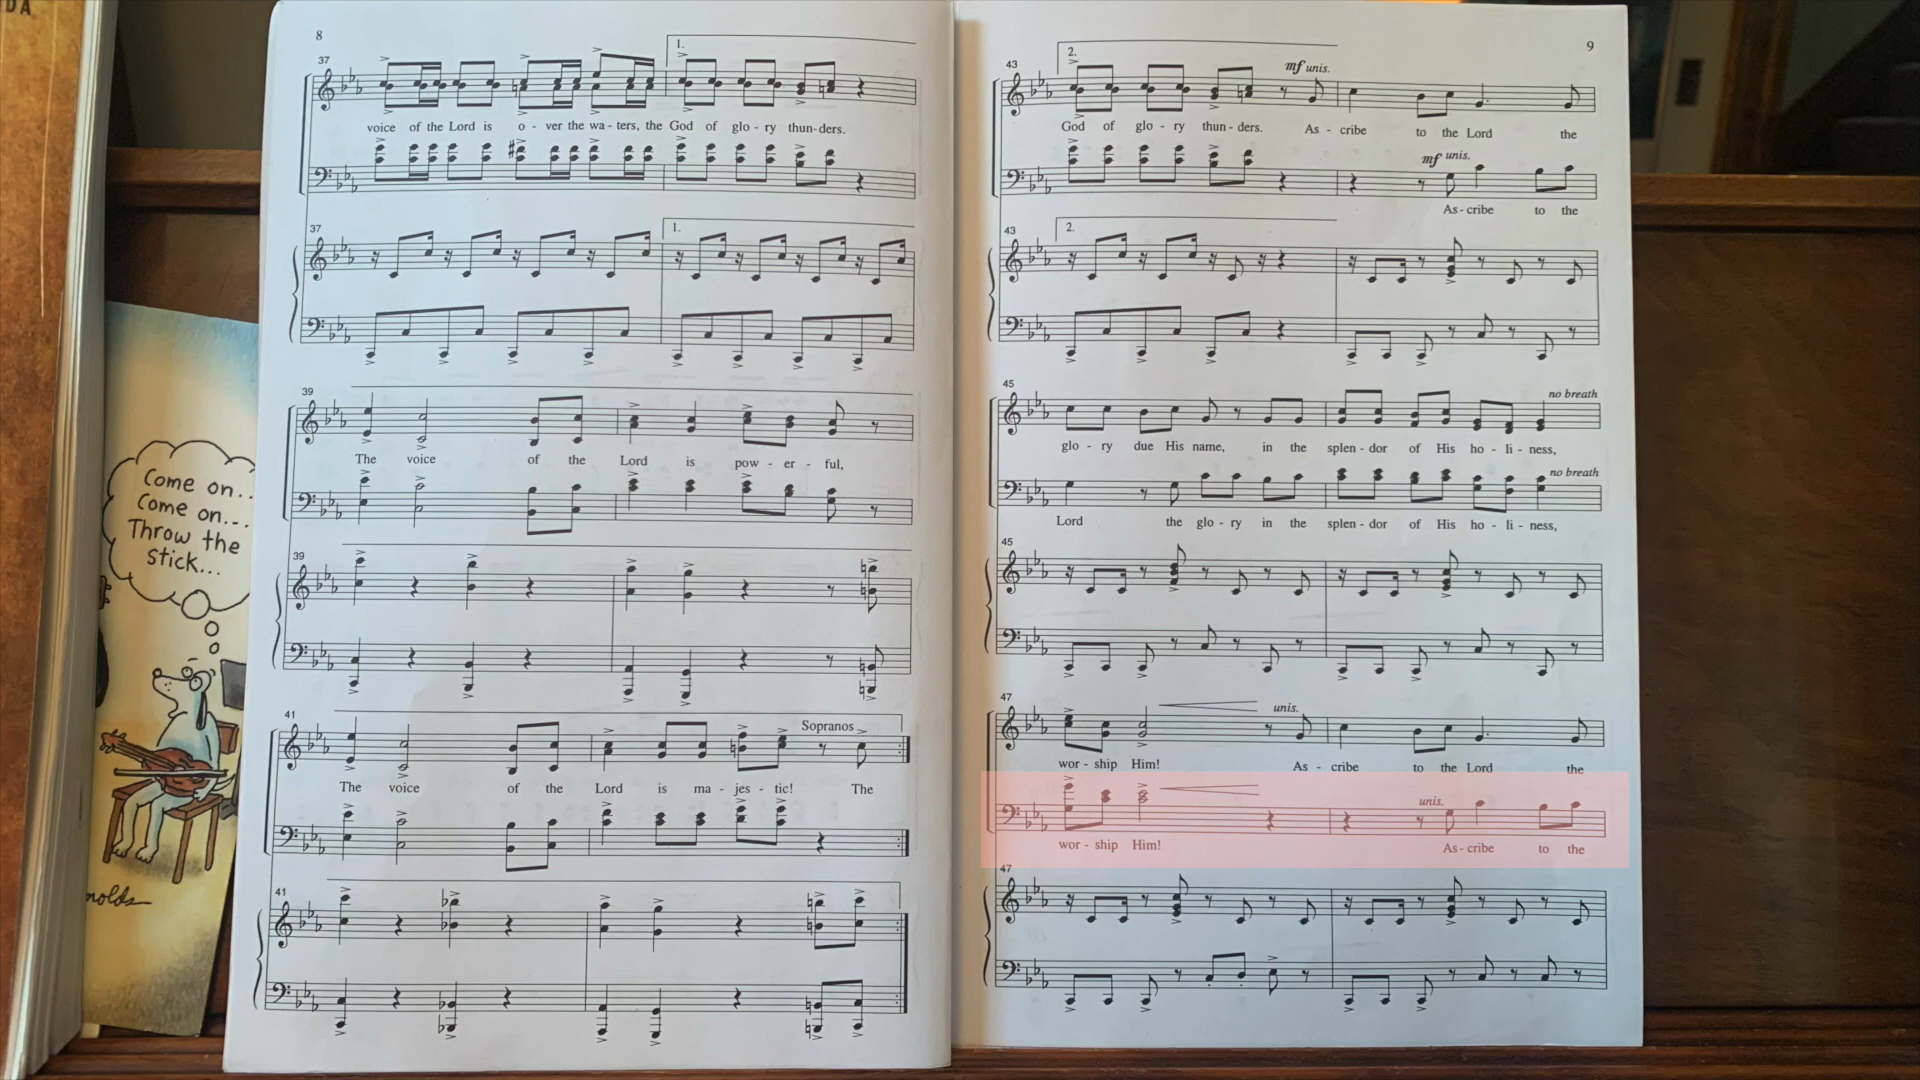 DA
8
37
1.
voice of the Lord is o - ver the wa - ters, the God of glo - ry thun - ders.
37
1.
39
The voice of the Lord is pow - er - ful,
39
41
Sopranos
The voice of the Lord is ma - jes - tic! The
41
Come on..
Come on...
Throw the
stick...
nolds
9
43
2.
mf unis.
God of glo - ry thun - ders. As - cribe to the Lord the
mf unis.
As - cribe to the
43
2.
45
no breath
glo - ry due His name, in the splen - dor of His ho - li - ness,
no breath
Lord the glo - ry in the splen - dor of His ho - li - ness,
45
47
unis.
wor - ship Him! As - cribe to the Lord the
unis.
wor - ship Him! As - cribe to the
47